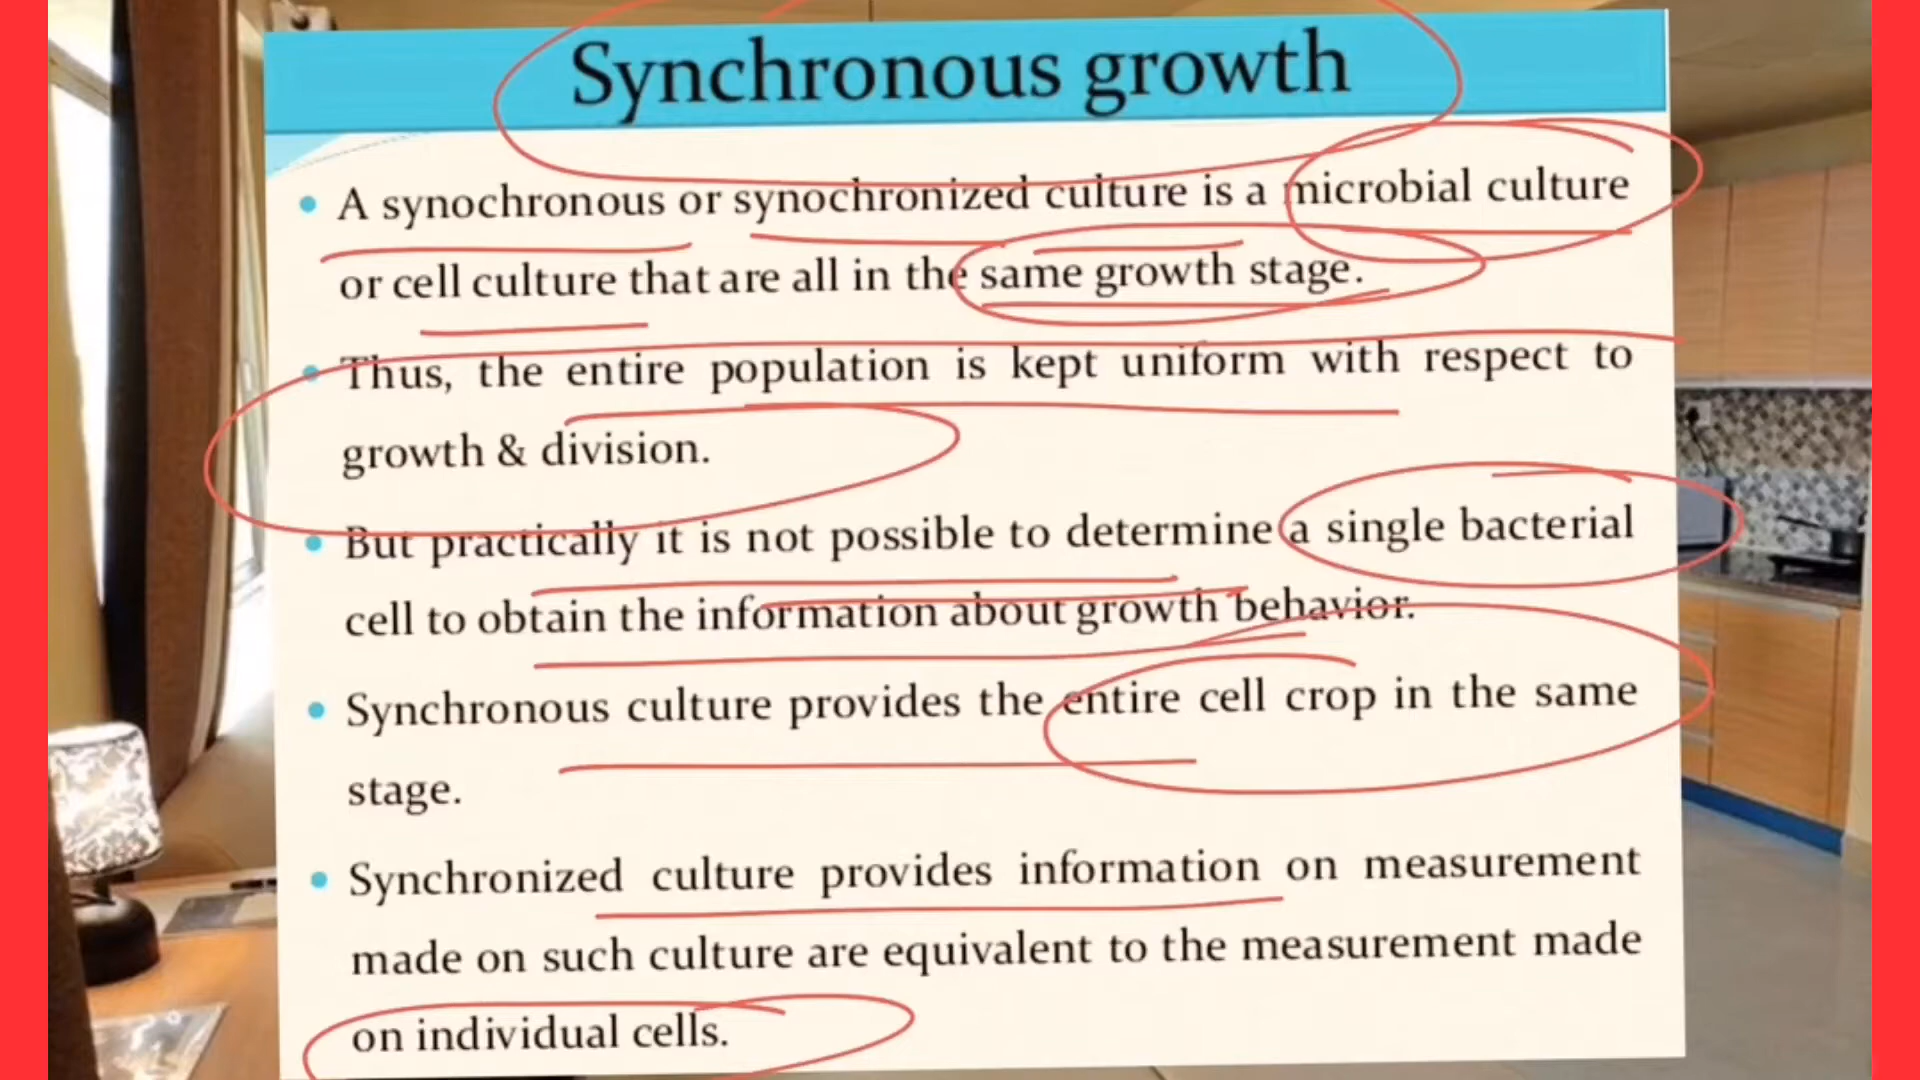 Synchronous growth
• A synochronous or synochronized culture is a microbial culture
or cell culture that are all in the same growth stage.
• Thus, the entire population is kept uniform with respect to
growth & division.
• But practically it is not possible to determine a single bacterial
cell to obtain the information about growth behavior.
• Synchronous culture provides the entire cell crop in the same
stage.
• Synchronized culture provides information on measurement
made on such culture are equivalent to the measurement made
on individual cells.